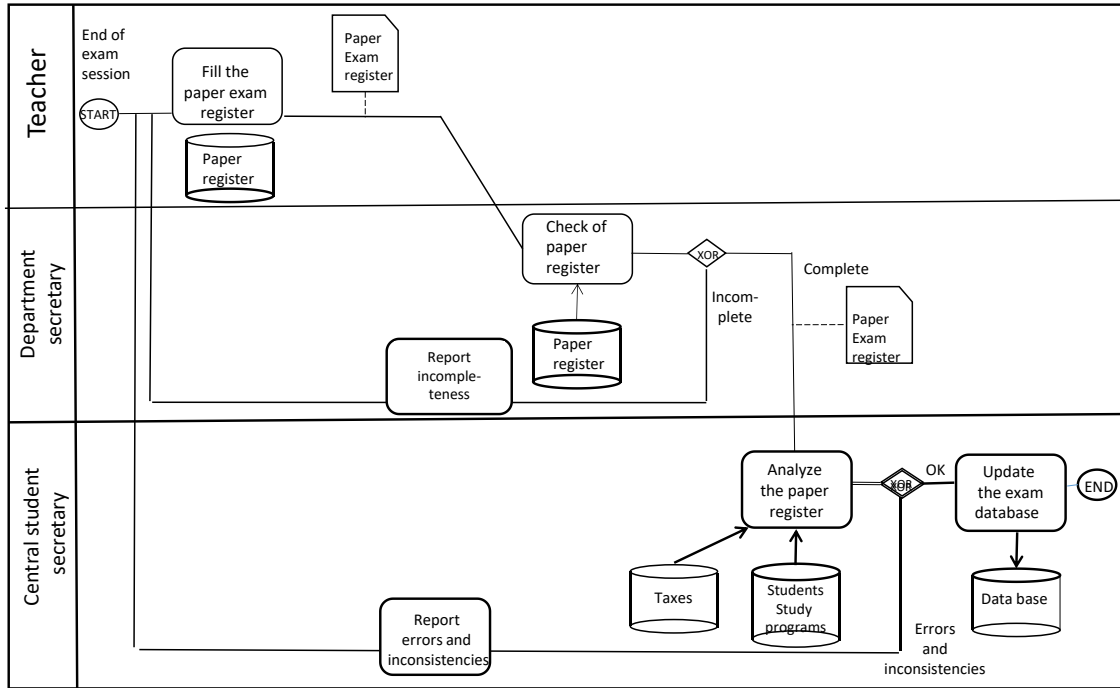 Teacher
End of
exam
session
START
Fill the
paper exam
register
Paper
Exam
register
Paper
register
Department
secretary
Check of
paper
register
XOR
Complete
Incom-
plete
Paper
Exam
register
Paper
register
Report
incomple-
teness
Central student
secretary
Analyze
the paper
register
XOR
XOR
OK
Update
the exam
database
END
Taxes
Students
Study
programs
Data base
Report
errors and
inconsistencies
Errors
and
inconsistencies